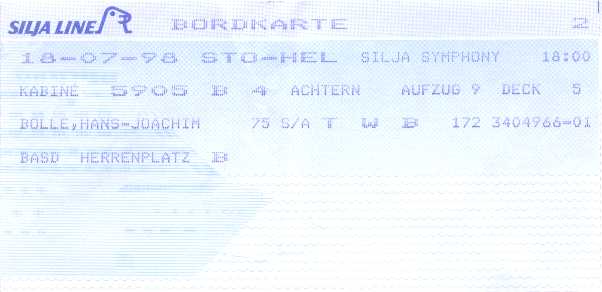 SILJA LINE BORDKARTE 2
18-07-98 STO-HEL SILJA SYMPHONY 18:00
KABINE 5905 B 4 ACHTERN AUFZUG 9 DECK 5
BOLLE,HANS-JOACHIM 75 S/A T W B 172 3404966-01
BASD HERRENPLATZ B